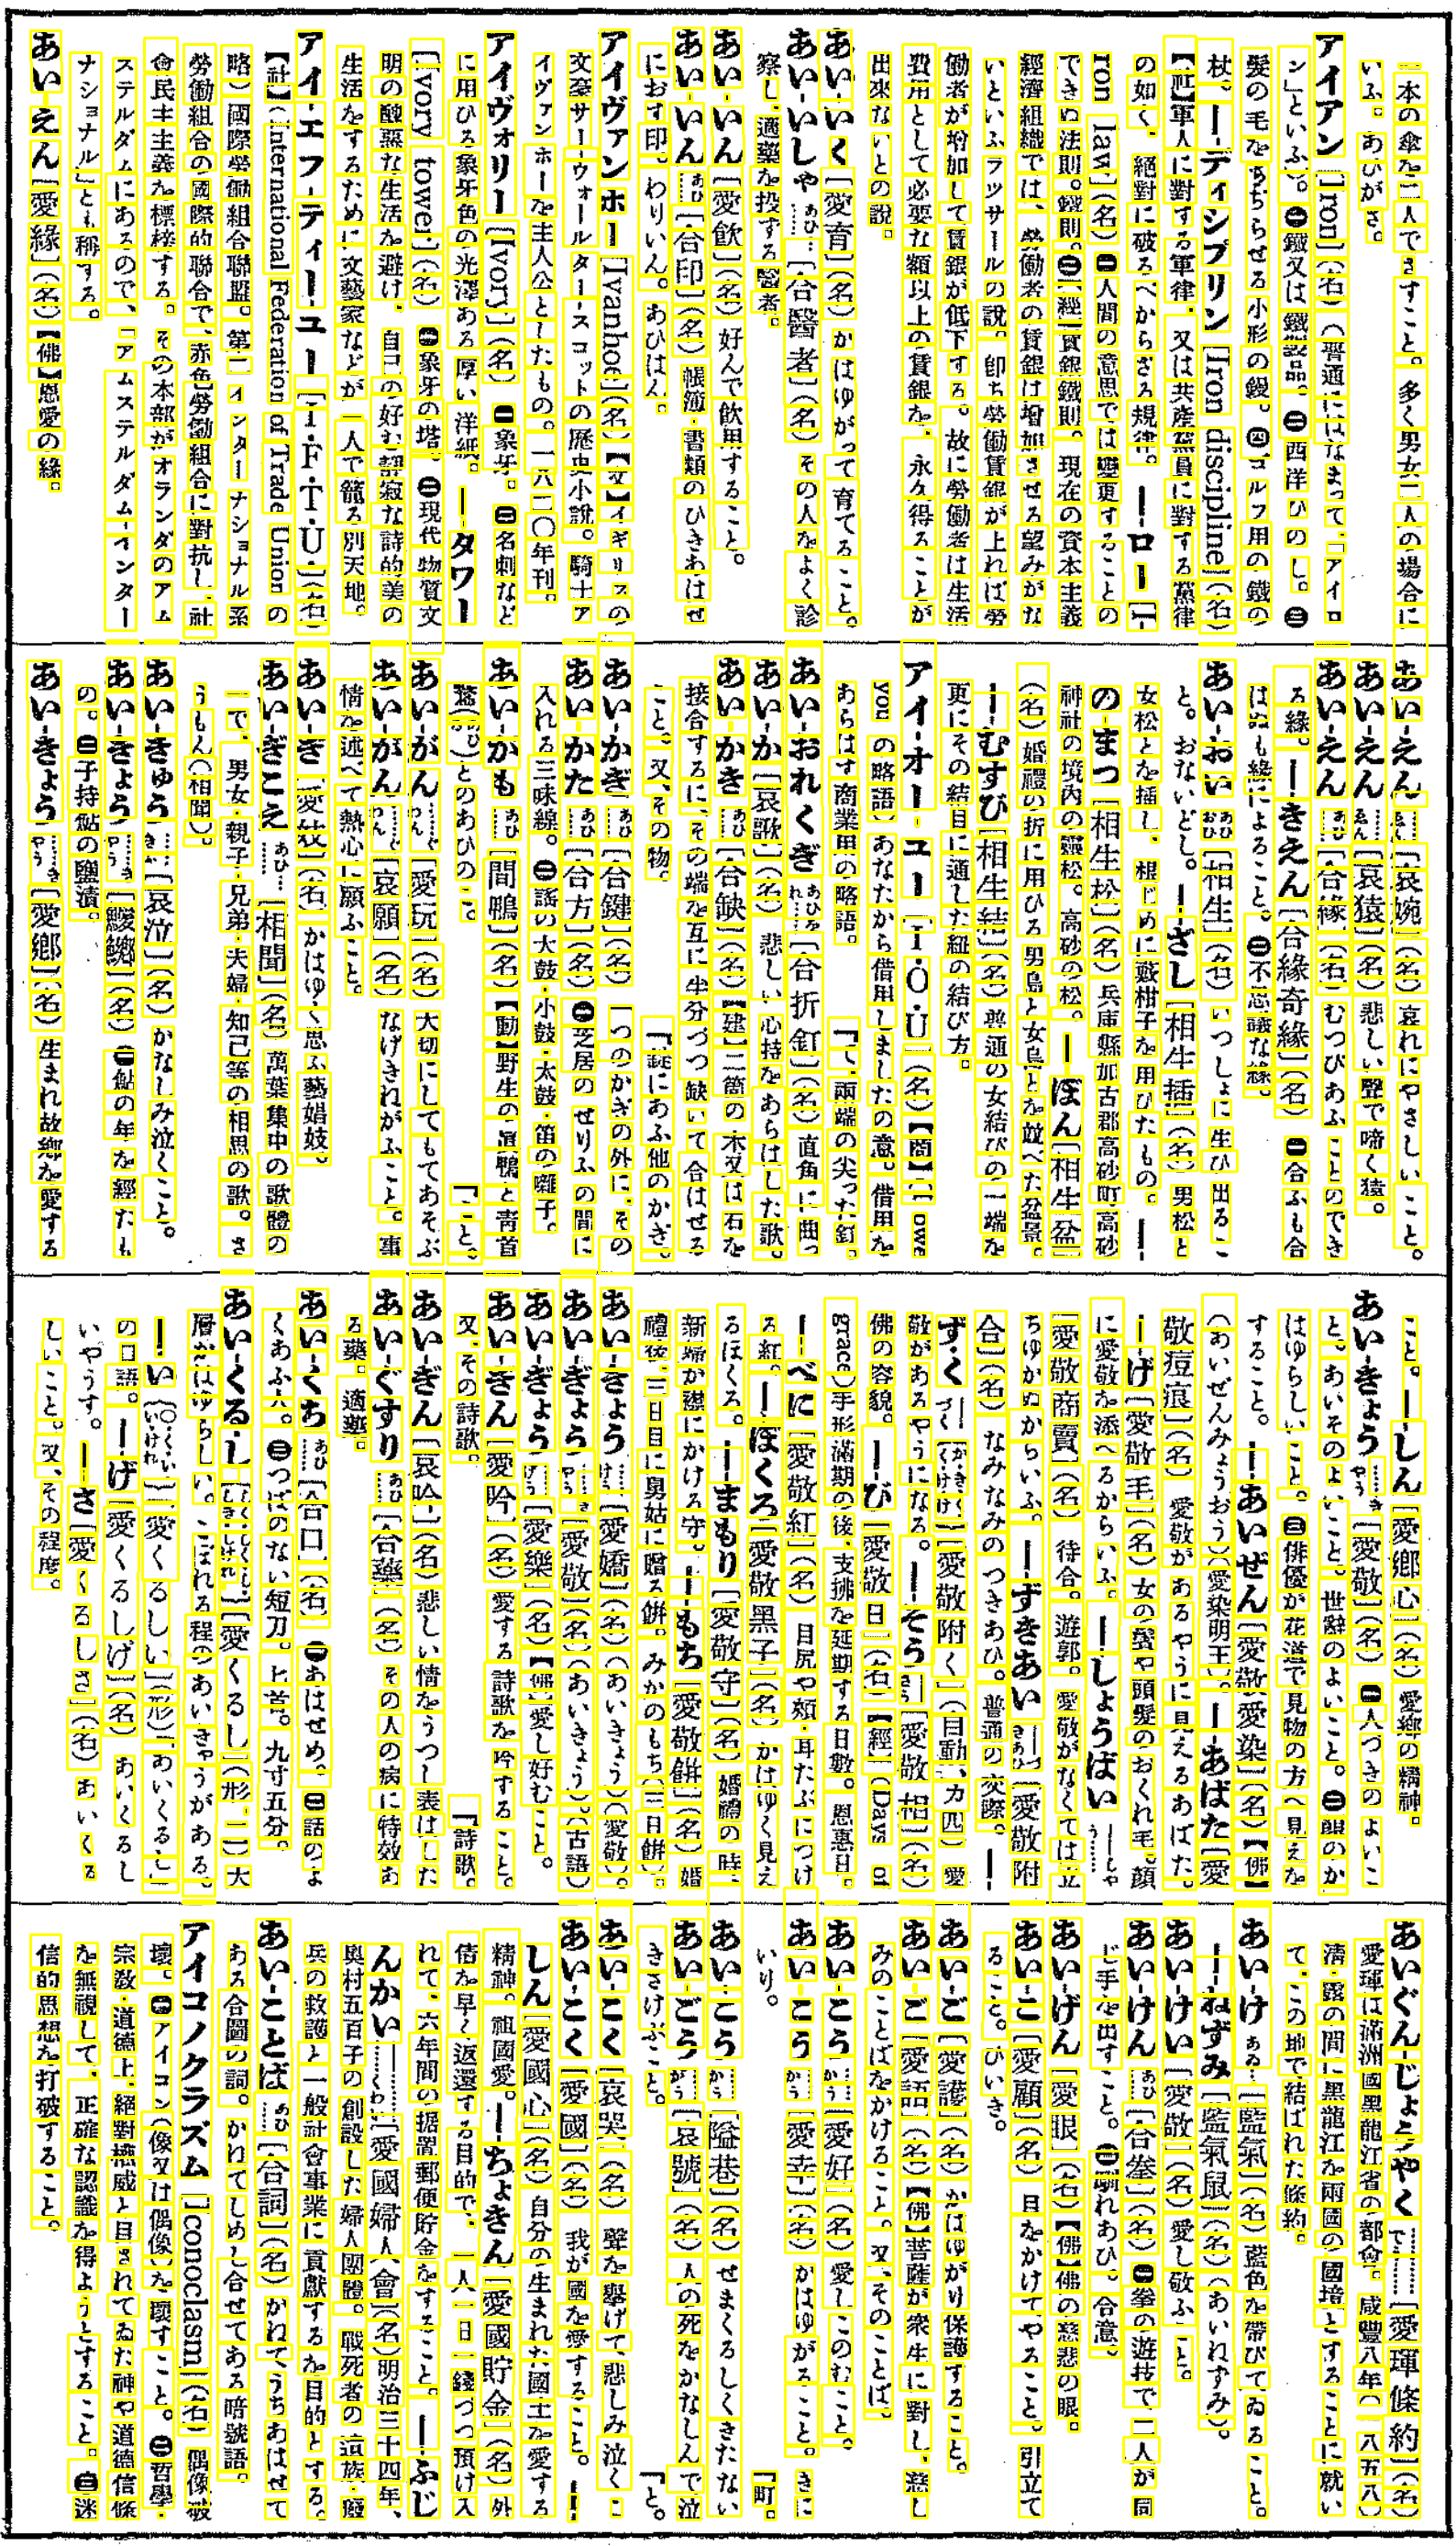 一本の傘を二人でさすこと。多く男女二人の場合に
いふ。あひがさ。
アイアン[Iron](名)(普通にはなまつて、「アイロ
ン」といふ)。㊀鐵又は鐵製品。㊁西洋ひのし。㊂
髮の毛をちぢらせる小形の鏝。㊃ゴルフ用の鐵の
杖。―ディシプリン[Iron discipline](名)
軍人に對する軍律。又は共産黨員に對する黨律
の如く、絕對に破るべからざる規律。―ロー[I-
ron law](名)㊀人間の意思では變更することの
できぬ法則。鐵則。㊁【經】賃銀鐵則。現在の資本主義
經濟組織では、勞働者の賃銀は增加させる望みがな
いといふラッサールの說。卽ち勞働賃銀が上れば勞
働者が增加して賃銀が低下する。故に勞働者は生活
費用として必要な額以上の賃銀を、永久得ることが
出來ないとの說。
あい-いく[愛育](名)かはゆがつて育てること。
あい-いしや あひ…[合醫者](名)その人をよく診
察し、適藥を投する醫者。
あい-いん[愛飮](名)好んで飮用すること。
あい-いん あひ…[合印](名)帳簿・書類のひきあはせ
におす印。わりいん。あひはん。
アイヴァンホー[Ivanhoe](名)【文】イギリスの
文豪サー・ウォールター・スコットの歷史小說。騎士ア
イヴァンホーを主人公としたもの。一八二〇年刊。
アイヴォリー[Ivory](名)㊀象牙。㊁名刺など
に用ひる象牙色の光澤ある厚い洋紙。―タワー
[Ivory tower](名)㊀象牙の塔。㊁現代物質文
明の醜惡な生活を避け、自己の好む靜寂な詩的美の
生活をするために文藝家などが一人で籠る別天地。
アイ-エフ-ティー-ユー[I・F・T・U・](名)
【社】(International Federation of Trade Union の
略)國際勞働組合聯盟。第二インターナショナル系
勞働組合の國際的聯合で、赤色勞働組合に對抗し、社
會民主主義を標榜する。その本部がオランダのアム
ステルダムにあるので、「アムステルダム・インター
ナショナル」とも稱する。
あい-えん[愛緣](名)【佛】恩愛の緣。
あい-えん[哀婉](名)哀れにやさしいこと。
あい-えん[哀猿](名)悲しい聲で啼く猿。
あい-えん あひ…[合緣](名)むつびあふことのでき
る緣。―きえん[合緣奇緣](名)㊀合ふも合
はぬも緣によること。㊁不思議な緣。
あい-おい あひおひ[相生](名)いつしよに生ひ出るこ
と。おないどし。―ざし[相生插](名)男松と
女松とを插し、根じめに藪柑子を用ひたもの。―
のまつ[相生松](名)兵庫縣加古郡高砂町高砂
神社の境內の靈松。高砂の松。―ぼん[相生盆]
(名)婚禮の折に用ひる男島と女島とを竝べた盆景。
―むすび[相生結](名)普通の女結びの一端を
更にその結目に通した紐の結び方。
アイ-オー-ユー[I・O・U](名)【商】(I owe
you の略語)あなたから借用しましたの意。借用を
あらはす商業用の略語。「て、兩端の尖つた釘。
あい-おれくぎ[合折釘](名)直角に曲つ
あい-か[哀歌](名)悲しい心持をあらはした歌。
あい-かき あひ…[合缺](名)【建】二箇の木又は石を
接合するに、その端を互に半分づつ缺いて合はせる
こと、又、その物。「錠にあふ他のかぎ。
あい-かぎ あひ…[合鍵](名)一つのかぎの外に、その
あい-かた あひ…[合方](名)㊀芝居のせりふの間に
入れる三味線。㊁謠の大鼓・小鼓・太鼓・笛の囃子。
あい-がも あひ…[間鴨](名)【動】野生の眞鴨と靑首
鶩(あひる)とのあひのこ。「こと。
あい-がん[愛玩](名)大切にしてもてあそぶ
あい-がん[哀願](名)なげきねがふこと。事
情を述べて熱心に願ふこと。
あい-ぎ[愛妓](名)かはゆく思ふ藝娼妓。
あい-ぎこえ あひ…[相聞](名)萬葉集中の歌體の
一で、男女・親子・兄弟・夫婦・知己等の相思の歌。さ
うもん(相聞)。
あい-きゅう[哀泣](名)かなしみ泣くこと。
あい-きょう[鮎鱜](名)㊀鮎の年を經たも
の。㊁子持鮎の鹽漬。
あい-きょう[愛鄕](名)生まれ故鄕を愛する
こと。―しん[愛鄕心](名)愛鄕の精神。
あい-きょう[愛敬](名)㊀人づきのよいこ
と。あいそのよいこと。世辭のよいこと。㊁顏のか
はゆらしいこと。㊂俳優が花道で見物の方へ見えを
すること。―あいぜん[愛敬愛染](名)【佛】
(あいぜんみょうおう)(愛染明王)。―あばた[愛
敬痘痕](名)愛敬があるやうに見えるあばた。
―げ[愛敬毛](名)女の鬢や頭髮のおくれ毛。顏
に愛敬を添へるからいふ。―しょうばい
[愛敬商賣](名)待合。遊郭。愛敬がなくては立
ちゆかぬからいふ。―ずきあい[愛敬附
合](名)なみなみのつきあひ。普通の交際。―
ず・く[愛敬附く](自動、カ四)愛
敬があるやうになる。―そう[愛敬相](名)
佛の容貌。―び[愛敬日](名)【經】(Days of
grace)手形滿期の後、支拂を延期する日數。恩惠日。
―べに[愛敬紅](名)目尻や頰・耳たぶにつけ
る紅。―ぼくろ[愛敬黑子](名)かはゆく見え
るほくろ。―まもり[愛敬守](名)婚禮の時
新婦が襟にかける守。―もち[愛敬餠](名)婚
禮後、三日目に舅姑に贈る餠。みかのもち(三日餠)。
あい-きょう[愛嬌](名)(あいきょう)(愛敬)。
あい-ぎょう[愛敬](名)(あいきょう)。(古語)
あい-ぎょう[愛樂](名)【佛】愛し好むこと。
あい-ぎん[愛吟](名)愛する詩歌を吟すること。
又、その詩歌。「詩歌。
あい-ぎん[哀吟](名)悲しい情をうつし表はした
あい-ぐすり あひ…[合藥](名)その人の病に特效あ
る藥。適藥。
あい-くち あひ…[合口](名)㊀あはせめ。㊁話のよ
くあふ人。㊂つばのない短刀。匕首。九寸五分。
あい-くるし[愛くるし](形、二)大
層かはゆらしい。こぼれる程のあいきやうがある。
―い[愛くるしい](形)「あいくるし」
の口語。―げ[愛くるしげ](名)あいくるし
いやうす。―さ[愛くるしさ](名)あいくる
しいこと。又、その程度。
あいぐん-じょうやく[愛琿條約](名)
愛琿は滿洲國黑龍江省の都會。咸豐八年(一八五八)
淸・露の間に黑龍江を兩國の國境とすることに就い
て、この地で結ばれた條約。
あい-け あゐ…[藍氣](名)藍色を帶びてゐること。
―ねずみ[藍氣鼠](名)(あいねずみ)。
あい-けい[愛敬](名)愛し敬ふこと。
あい-けん あひ…[合拳](名)㊀拳の遊技で二人が同
じ手を出すこと。㊁馴れあひ。合意。
あい-げん[愛眼](名)【佛】佛の慈悲の眼。
あい-こ[愛顧](名)目をかけてやること。引立て
ること。ひいき。
あい-ご[愛護](名)かはゆがり保護すること。
あい-ご[愛語](名)【佛】菩薩が衆生に對し、慈し
みのことばをかけること。又、そのことば。
あい-こう[愛好](名)愛しこのむこと。
あい-こう[愛幸](名)かはゆがること。きに
いり。「町。
あい-こう[隘巷](名)せまくるしくきたない
あい-ごう[哀號](名)人の死をかなしんで泣
きさけぶこと。「と。
あい-こく[哀哭](名)聲を擧げて悲しみ泣くこ
あい-こく[愛國](名)我が國を愛すること。―
しん[愛國心](名)自分の生まれた國土を愛する
精神。祖國愛。―ちょきん[愛國貯金](名)外
債を早く返還する目的で、一人一日一錢づつ預け入
れて、六年間の据置郵便貯金をすること。―ふじ
んかい[愛國婦人會](名)明治三十四年、
奧村五百子の創設した婦人團體。戰死者の遺族・癈
兵の救護と一般社會事業に貢獻するを目的とする。
あい-ことば あひ…[合詞](名)かねてうちあはせて
ある合圖の詞。かねてしめし合せてある暗號語。
アイコノクラズム[Iconoclasm](名)偶像破
壞。㊀アイコン(像又は偶像)を壞すこと。㊁哲學・
宗敎・道德上、絕對權威と目されてゐた神や道德信條
を無視して、正確な認識を得ようとすること。㊂迷
信的思想を打破すること。